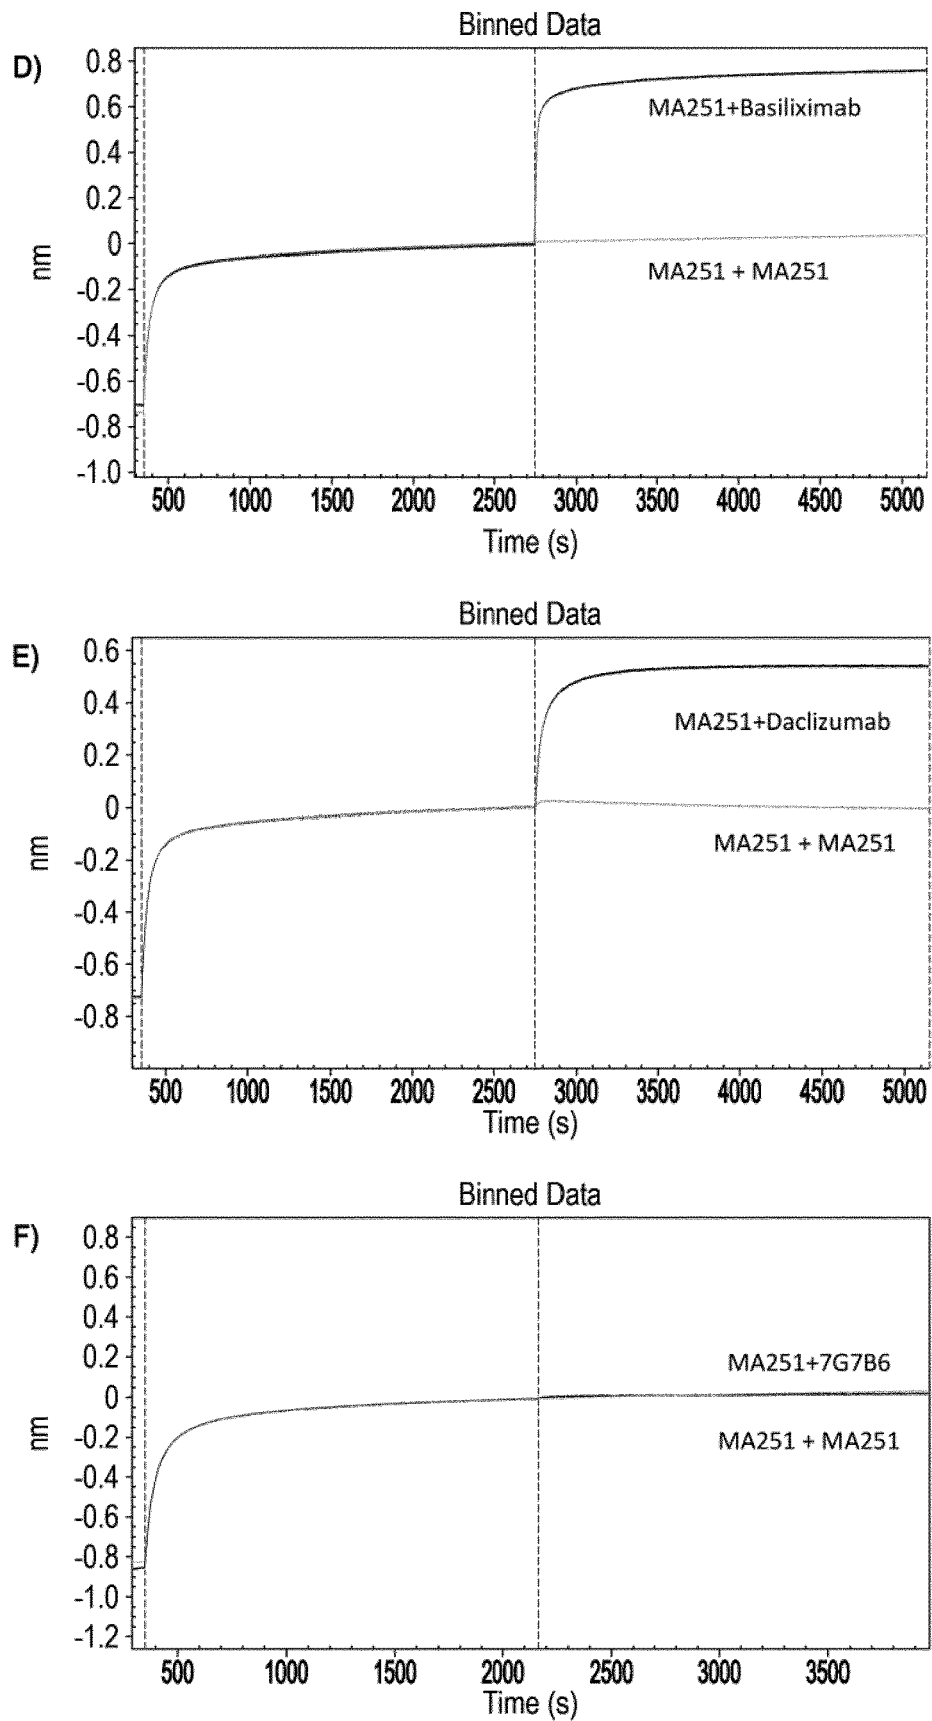 Binned Data
D)
0.8
0.6
0.4
0.2
0
-0.2
-0.4
-0.6
-0.8
-1.0
nm
MA251+Basiliximab
MA251 + MA251
500 1000 1500 2000 2500 3000 3500 4000 4500 5000
Time (s)
Binned Data
E)
0.6
0.4
0.2
0
-0.2
-0.4
-0.6
-0.8
nm
MA251+Daclizumab
MA251 + MA251
500 1000 1500 2000 2500 3000 3500 4000 4500 5000
Time (s)
Binned Data
F)
0.8
0.6
0.4
0.2
0
-0.2
-0.4
-0.6
-0.8
-1.0
-1.2
nm
MA251+7G7B6
MA251 + MA251
500 1000 1500 2000 2500 3000 3500
Time (s)